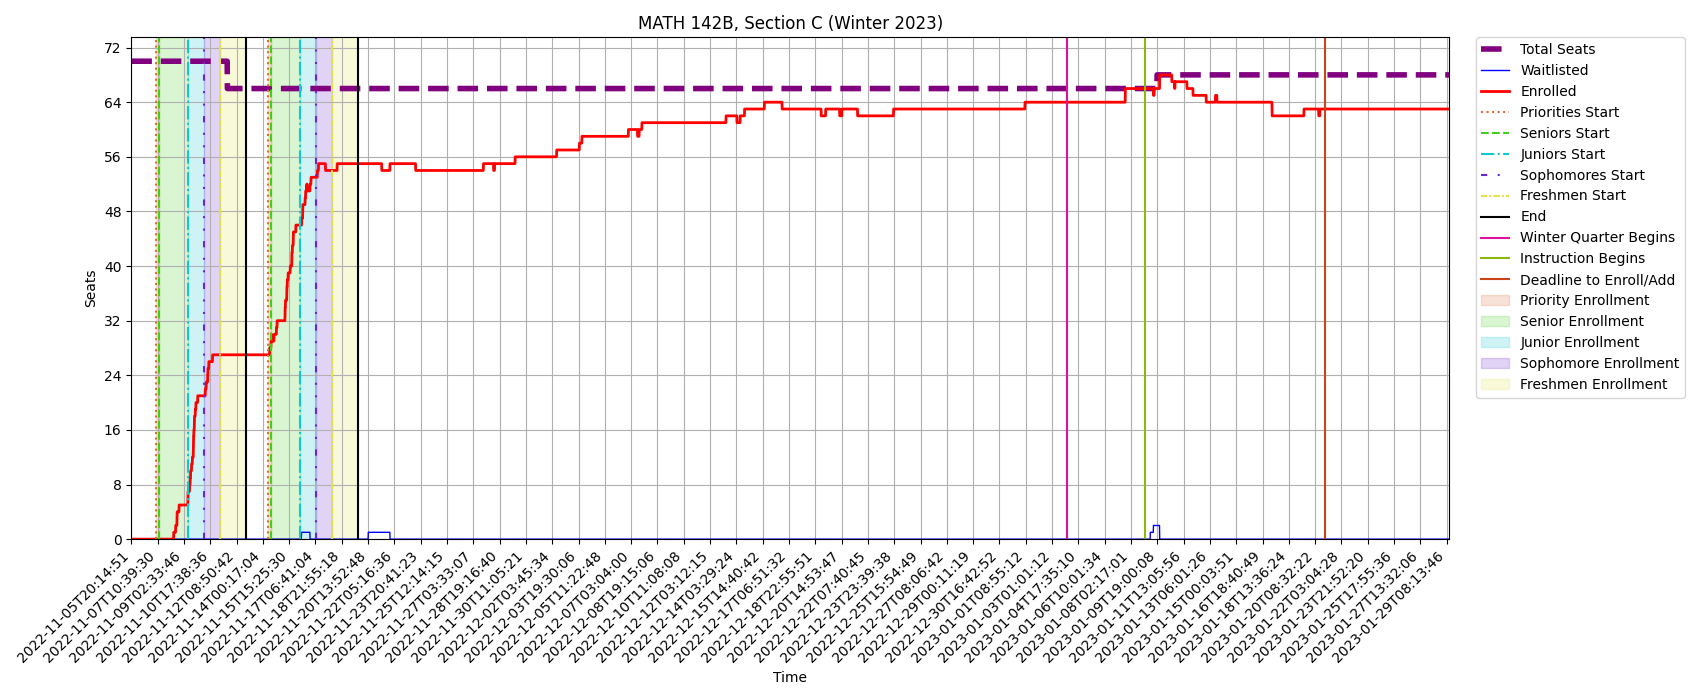 MATH 142B, Section C (Winter 2023)
Seats
72
64
56
48
40
32
24
16
8
0
2022-11-05T20:14:51
2022-11-07T10:39:30
2022-11-09T02:33:46
2022-11-10T17:38:36
2022-11-12T08:50:42
2022-11-14T00:17:04
2022-11-15T15:25:30
2022-11-17T06:41:04
2022-11-18T21:55:18
2022-11-20T13:52:48
2022-11-22T05:16:36
2022-11-23T20:41:23
2022-11-25T12:14:15
2022-11-27T03:33:07
2022-11-28T19:16:40
2022-11-30T11:05:21
2022-12-02T03:45:34
2022-12-03T19:30:06
2022-12-05T11:22:48
2022-12-07T03:04:00
2022-12-08T19:15:06
2022-12-10T11:08:08
2022-12-12T03:12:15
2022-12-14T03:29:24
2022-12-15T14:40:42
2022-12-17T06:51:32
2022-12-18T22:55:51
2022-12-20T14:53:47
2022-12-22T07:40:45
2022-12-23T23:39:38
2022-12-25T15:54:49
2022-12-27T08:06:42
2022-12-29T00:11:19
2022-12-30T16:42:52
2023-01-01T08:55:12
2023-01-03T01:01:12
2023-01-04T17:35:10
2023-01-06T10:01:34
2023-01-08T02:17:01
2023-01-09T19:00:08
2023-01-11T13:05:56
2023-01-13T06:01:26
2023-01-15T00:03:51
2023-01-16T18:40:49
2023-01-18T13:36:24
2023-01-20T08:32:22
2023-01-22T03:04:28
2023-01-23T21:52:20
2023-01-25T17:55:36
2023-01-27T13:32:06
2023-01-29T08:13:46
Time
Total Seats
Waitlisted
Enrolled
Priorities Start
Seniors Start
Juniors Start
Sophomores Start
Freshmen Start
End
Winter Quarter Begins
Instruction Begins
Deadline to Enroll/Add
Priority Enrollment
Senior Enrollment
Junior Enrollment
Sophomore Enrollment
Freshmen Enrollment